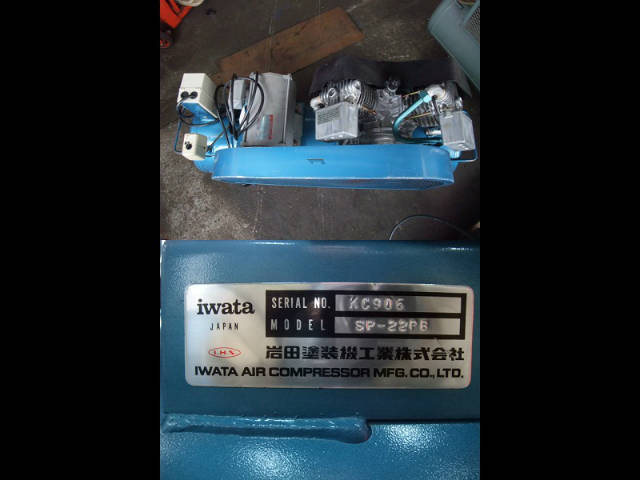 iwata
JAPAN
SERIAL NO. KC906
MODEL SP-22PB
I.H.S
岩田塗装機工業株式会社
IWATA AIR COMPRESSOR MFG. CO., LTD.